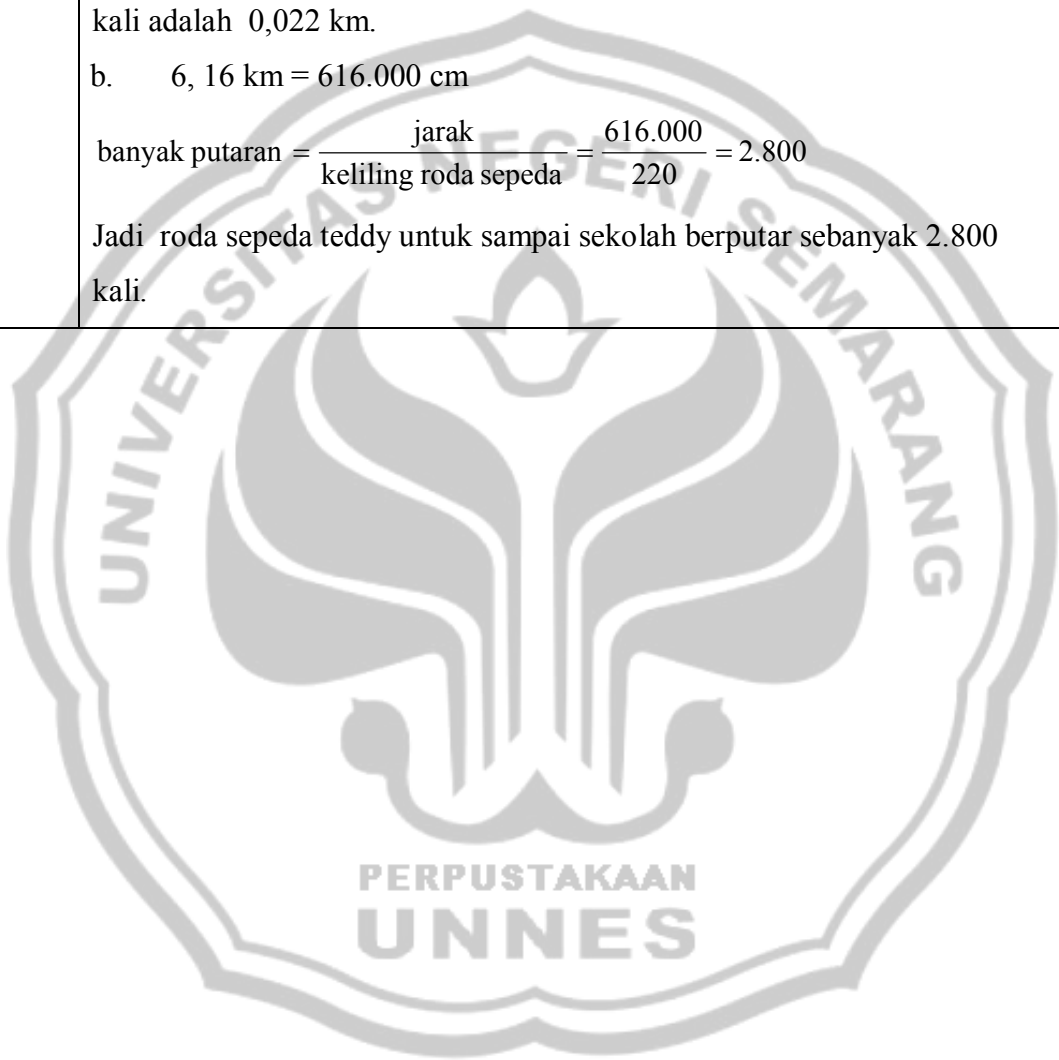 kali adalah 0,022 km.
b. 6, 16 km = 616.000 cm
banyak putaran = jarak / keliling roda sepeda = 616.000 / 220 = 2.800
Jadi roda sepeda teddy untuk sampai sekolah berputar sebanyak 2.800
kali.
UNIVERSITAS NEGERI SEMARANG
PERPUSTAKAAN
UNNES